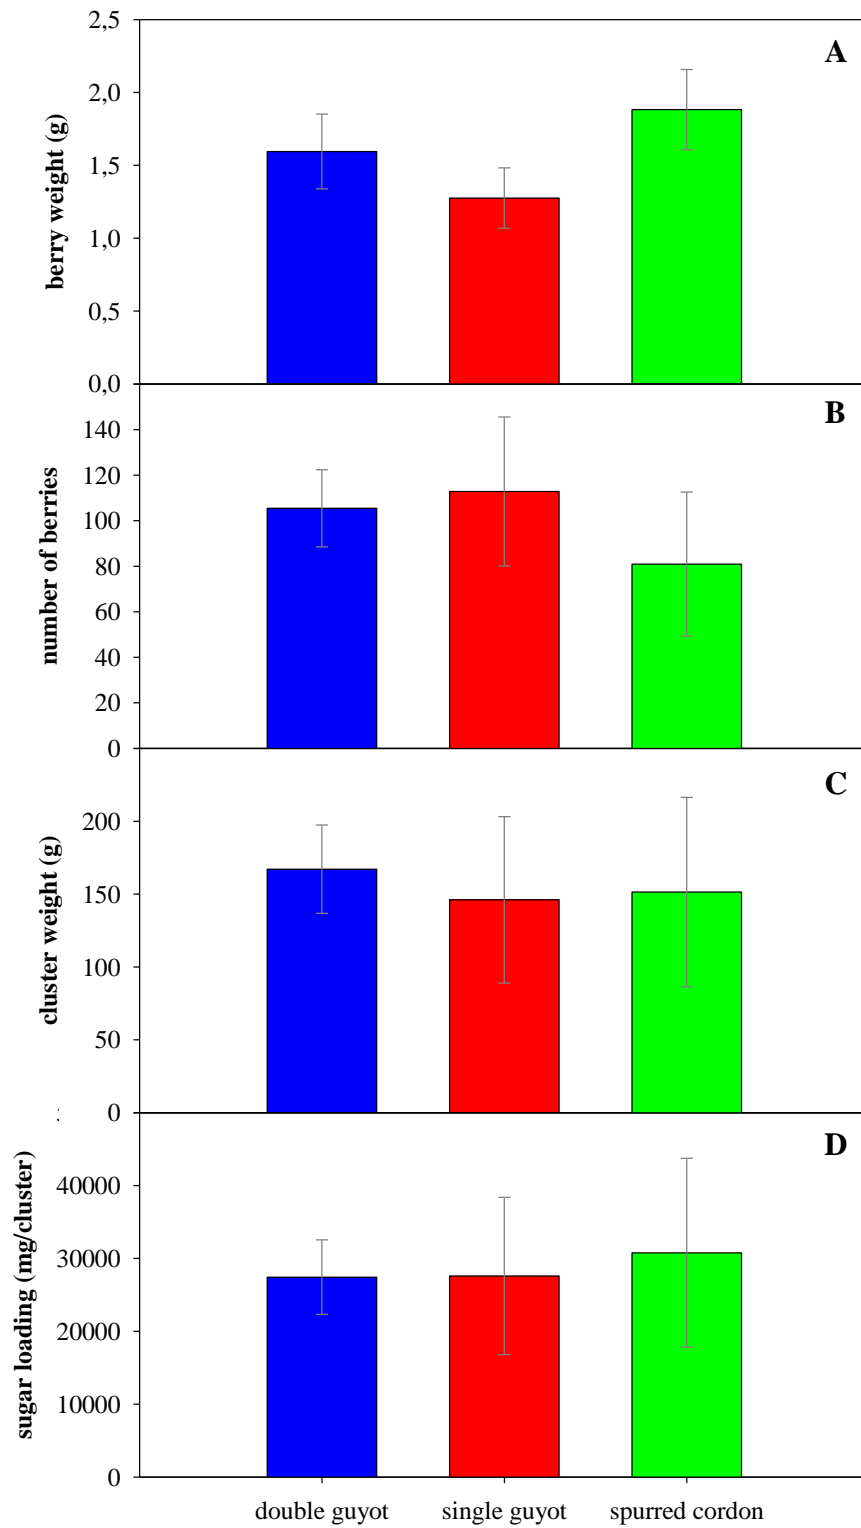 A
berry weight (g)
2,5
2,0
1,5
1,0
0,5
0,0
B
number of berries
140
120
100
80
60
40
20
0
C
cluster weight (g)
200
150
100
50
0
D
sugar loading (mg/cluster)
40000
30000
20000
10000
0
double guyot single guyot spurred cordon